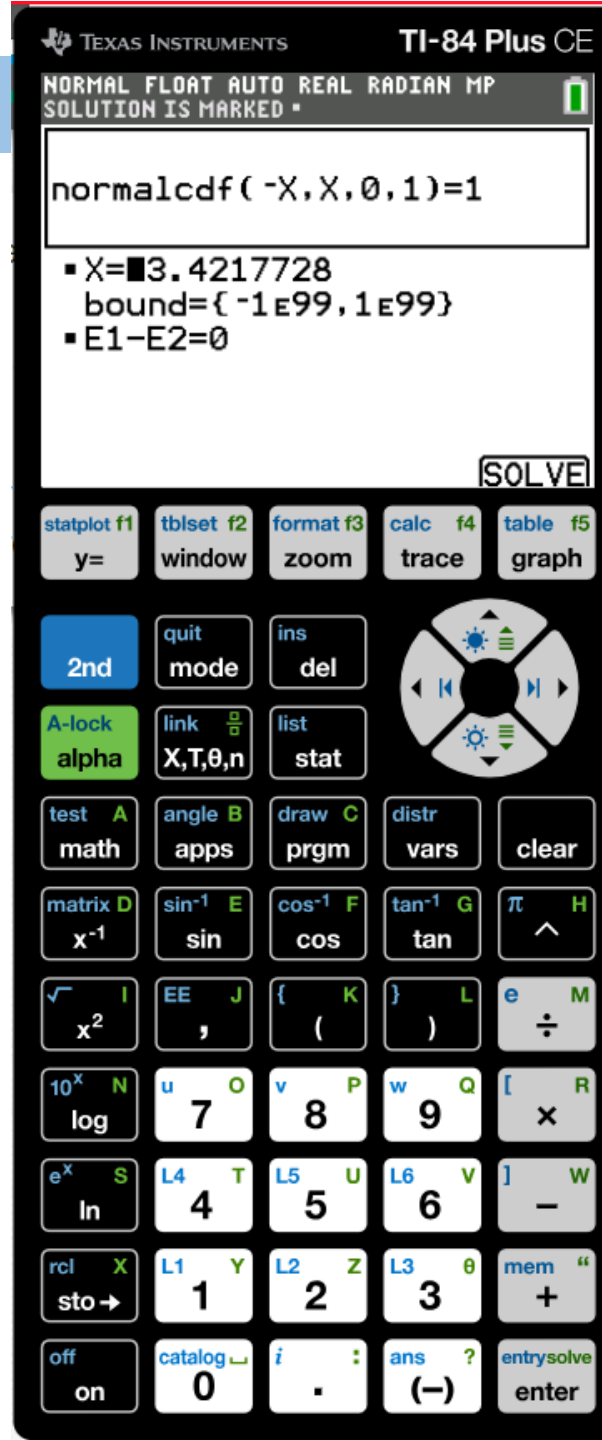 TEXAS INSTRUMENTS TI-84 Plus CE
NORMAL FLOAT AUTO REAL RADIAN MP
SOLUTION IS MARKED ▪
normalcdf(-X,X,0,1)=1
▪X=█3.4217728
bound={-1ᴇ99,1ᴇ99}
▪E1-E2=0
SOLVE
statplot f1 tblset f2 format f3 calc f4 table f5
y= window zoom trace graph
quit ins
2nd mode del
A-lock link list
alpha X,T,θ,n stat
test A angle B draw C distr
math apps prgm vars clear
matrix D sin⁻¹ E cos⁻¹ F tan⁻¹ G π H
x⁻¹ sin cos tan ^
√ I EE J { K } L e M
x² , ( ) ÷
10ˣ N u O v P w Q [ R
log 7 8 9 ×
eˣ S L4 T L5 U L6 V ] W
ln 4 5 6 −
rcl X L1 Y L2 Z L3 θ mem “
sto→ 1 2 3 +
off catalog ⎵ i : ans ? entry solve
on 0 . (−) enter